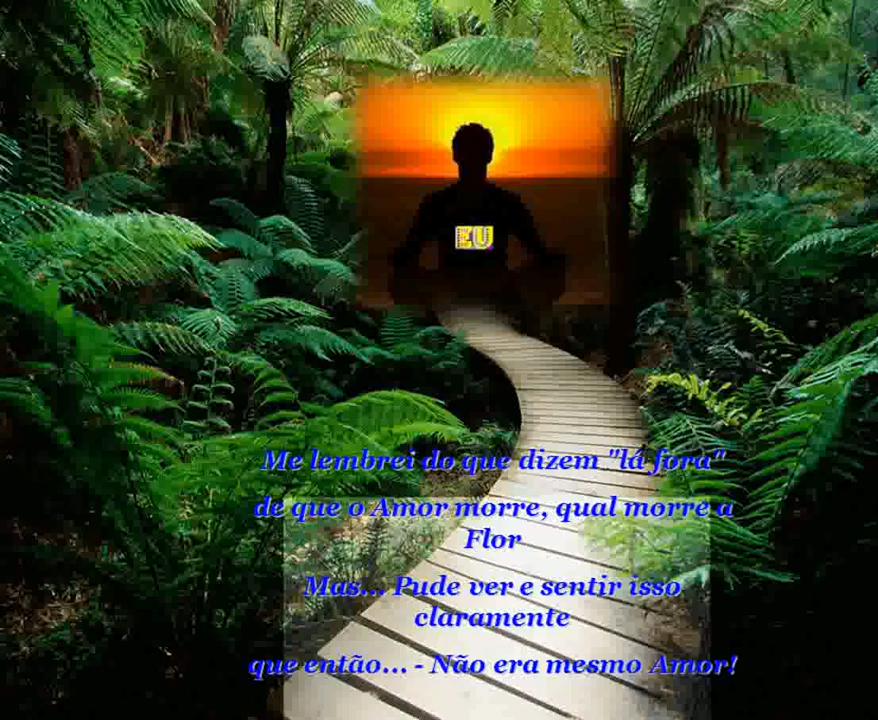 EU
Me lembrei do que dizem "lá fora"
de que o Amor morre, qual morre a
Flor
Mas... Pude ver e sentir isso
claramente
que então... - Não era mesmo Amor!